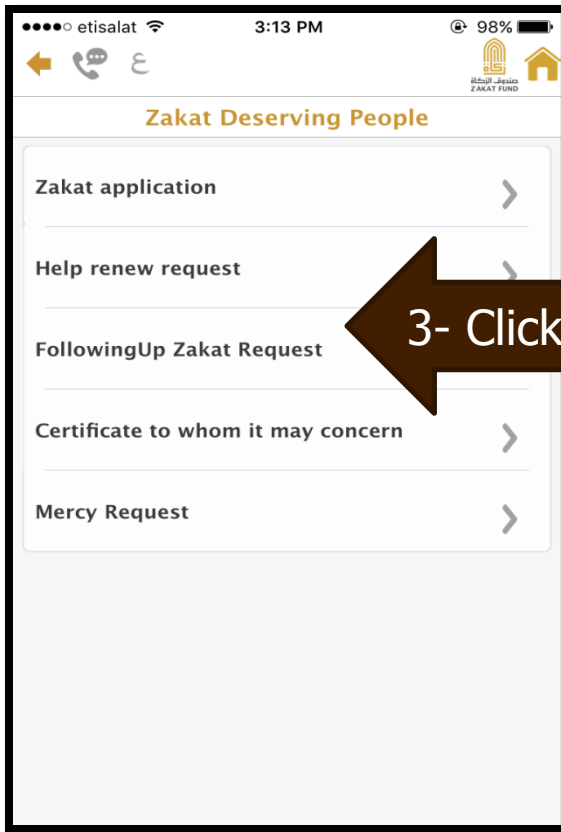 etisalat 3:13 PM 98%
ع
صندوق الزكاة
ZAKAT FUND
Zakat Deserving People
Zakat application
Help renew request
3- Click
FollowingUp Zakat Request
Certificate to whom it may concern
Mercy Request